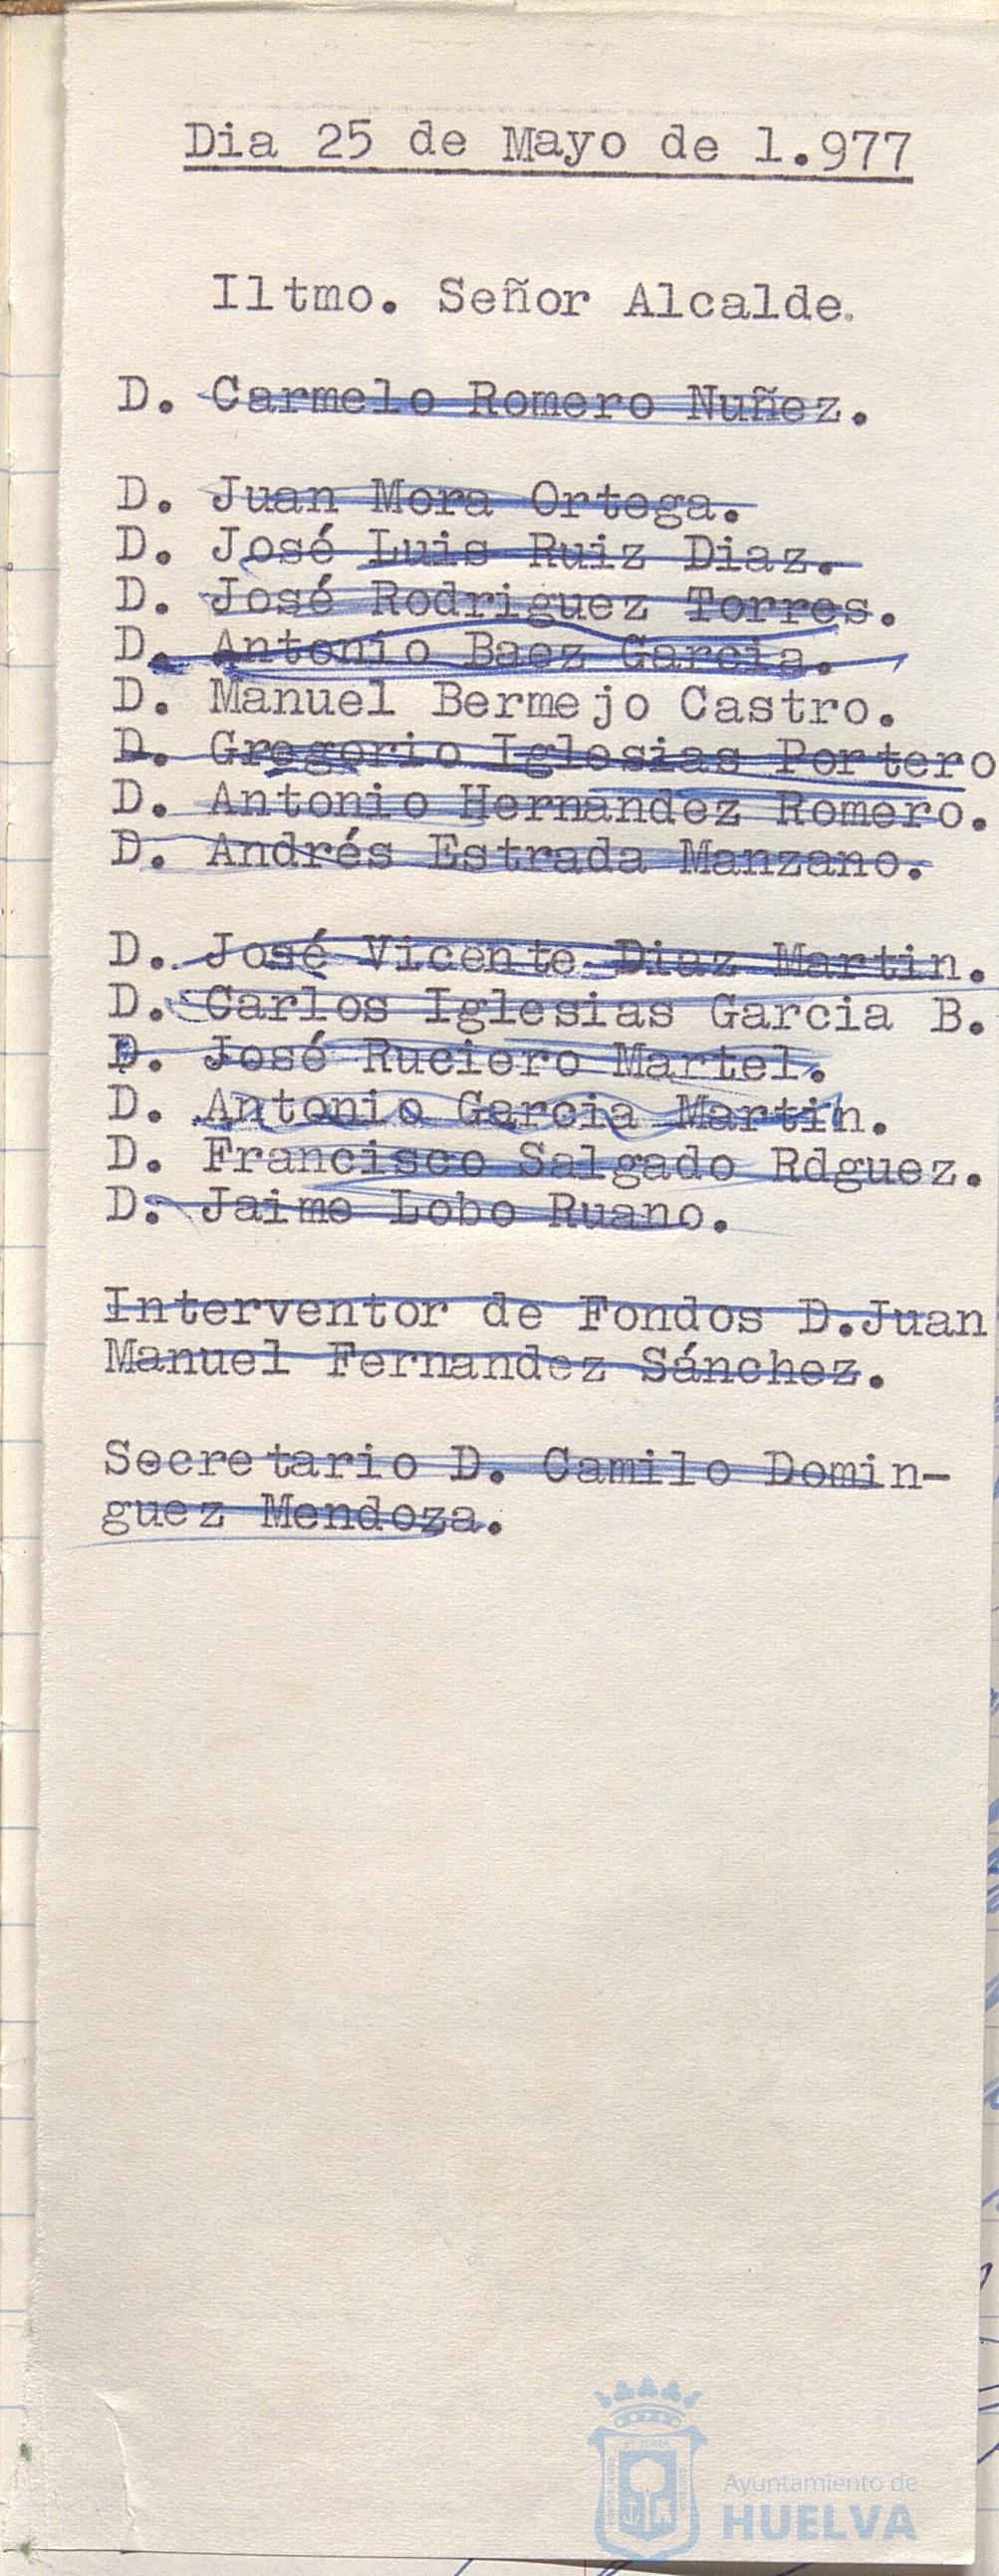 Dia 25 de Mayo de 1.977
Iltmo. Señor Alcalde.
D. Carmelo Romero Nuñez.
D. Juan Mora Ortega.
D. José Luis Ruiz Diaz.
D. José Rodriguez Torres.
D. Antonio Baez Garcia.
D. Manuel Bermejo Castro.
D. Gregorio Iglesias Portero
D. Antonio Hernandez Romero.
D. Andrés Estrada Manzano.
D. José Vicente Diaz Martin.
D. Carlos Iglesias Garcia B.
D. José Ruciero Martel.
D. Antonio Garcia Martin.
D. Francisco Salgado Rdguez.
D. Jaime Lobo Ruano.
Interventor de Fondos D.Juan
Manuel Fernandez Sánchez.
Secretario D. Camilo Domin-
guez Mendoza.
Ayuntamiento de
HUELVA